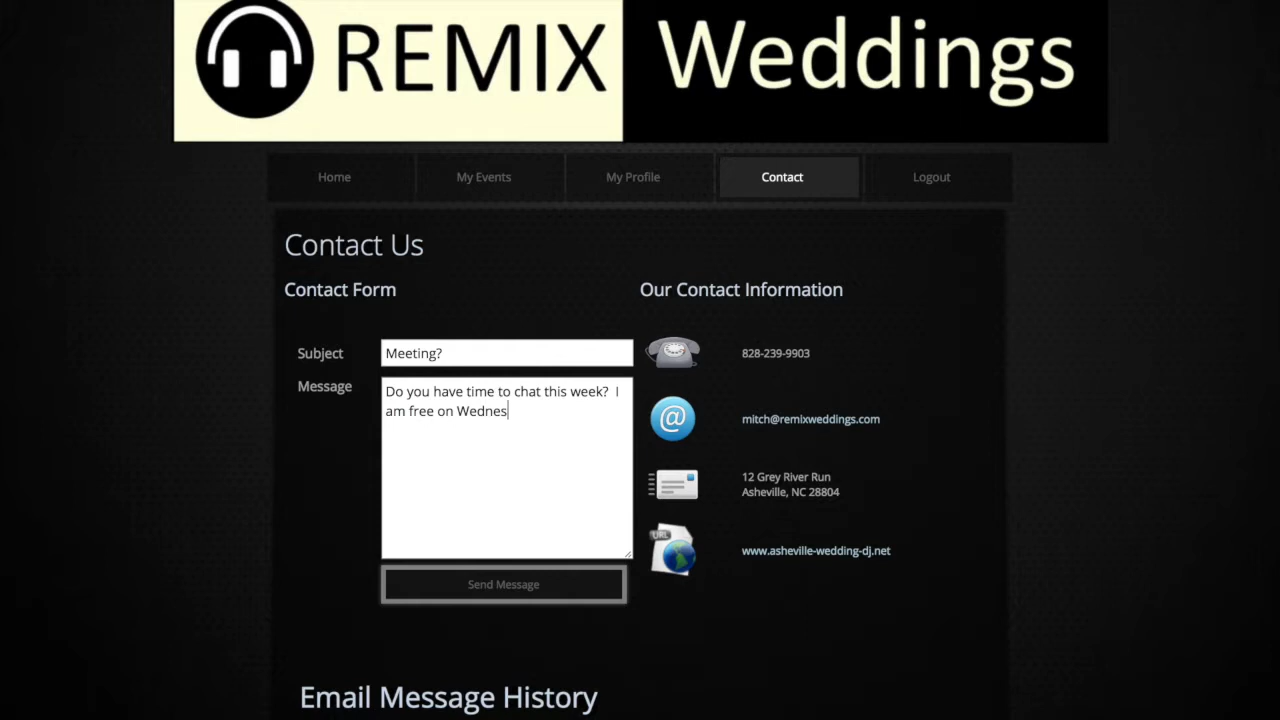 REMIX Weddings
Home My Events My Profile Contact Logout
Contact Us
Contact Form
Our Contact Information
Subject
Meeting?
828-239-9903
Message
Do you have time to chat this week?  I
am free on Wednes
@
mitch@remixweddings.com
12 Grey River Run
Asheville, NC 28804
URL
www.asheville-wedding-dj.net
Send Message
Email Message History